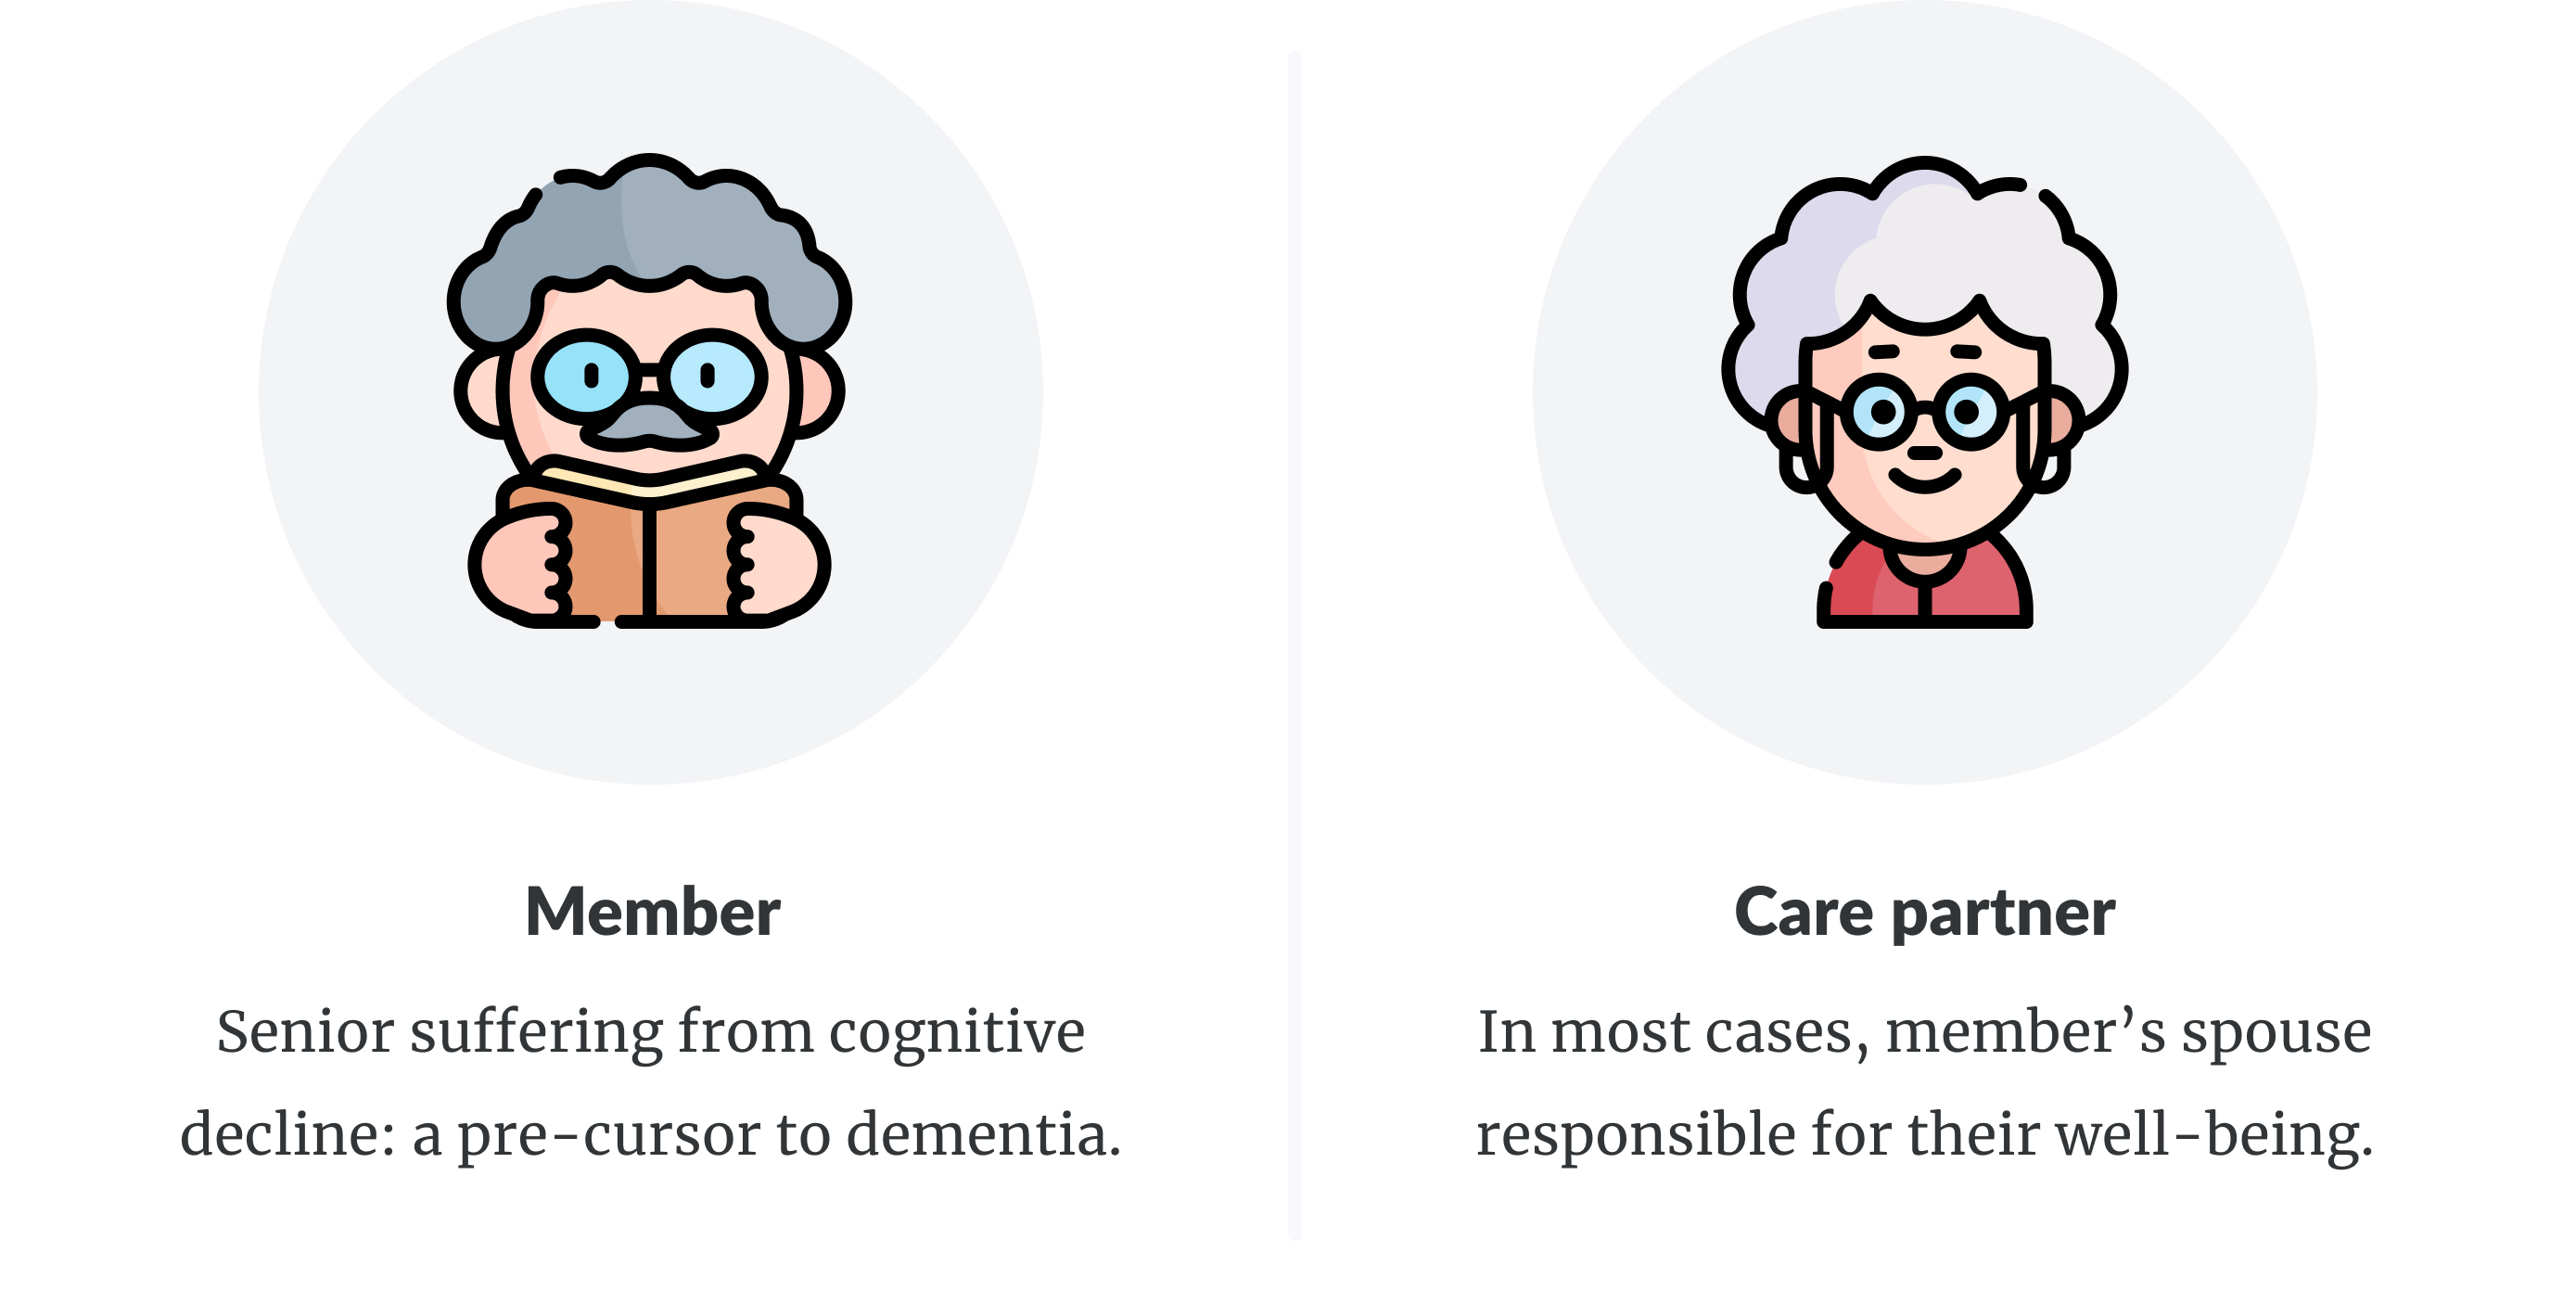 Member
Senior suffering from cognitive
decline: a pre-cursor to dementia.
Care partner
In most cases, member’s spouse
responsible for their well-being.